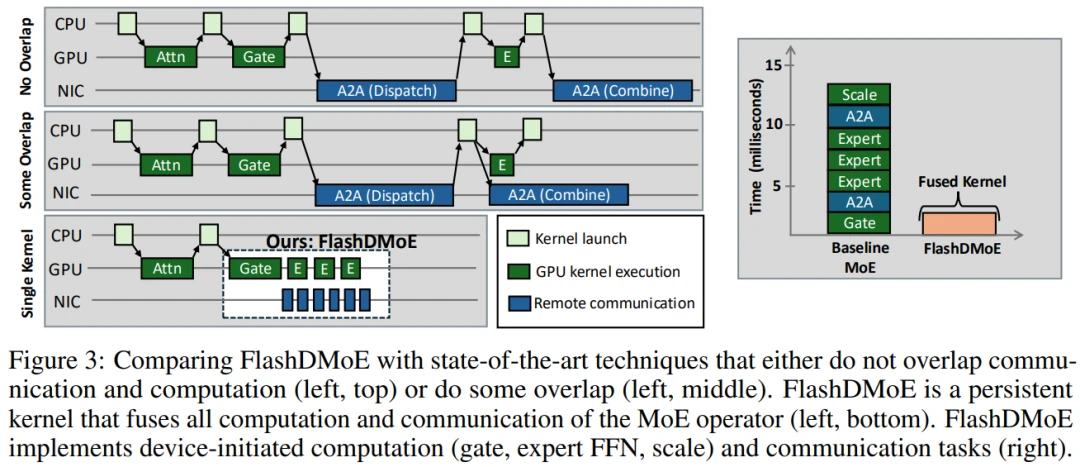 No Overlap
CPU
GPU
NIC
Attn
Gate
E
A2A (Dispatch)
A2A (Combine)
Some Overlap
CPU
GPU
NIC
Attn
Gate
E
A2A (Dispatch)
A2A (Combine)
Single Kernel
CPU
GPU
NIC
Ours: FlashDMoE
Attn
Gate
E
E
E
Kernel launch
GPU kernel execution
Remote communication
Time (milliseconds)
15
10
5
Scale
A2A
Expert
Expert
Expert
A2A
Gate
Fused Kernel
Baseline
MoE
FlashDMoE
Figure 3: Comparing FlashDMoE with state-of-the-art techniques that either do not overlap commu-
nication and computation (left, top) or do some overlap (left, middle). FlashDMoE is a persistent
kernel that fuses all computation and communication of the MoE operator (left, bottom). FlashDMoE
implements device-initiated computation (gate, expert FFN, scale) and communication tasks (right).